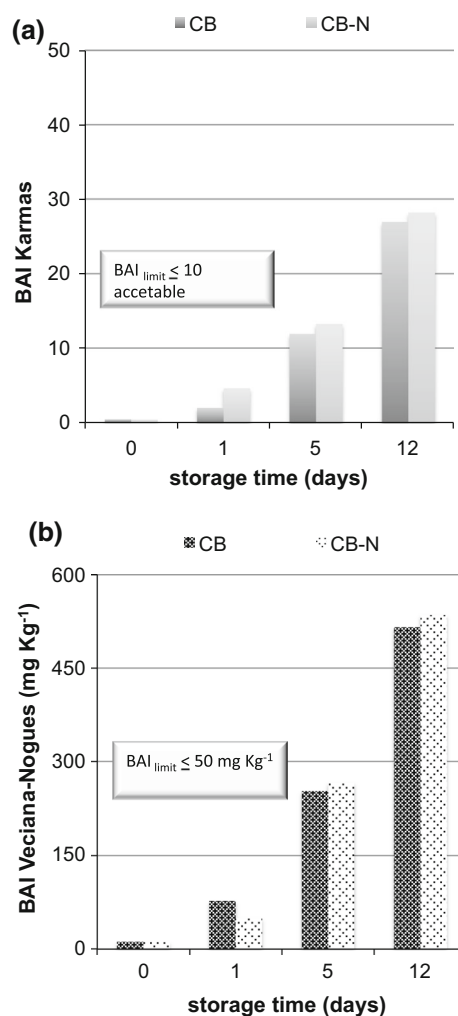 (a)
CB CB-N
50
40
30
20
10
0
BAI Karmas
BAI limit ≤ 10
accetable
0 1 5 12
storage time (days)
(b)
CB CB-N
600
450
300
150
0
BAI Veciana-Nogues (mg Kg-1)
BAI limit ≤ 50 mg Kg-1
0 1 5 12
storage time (days)